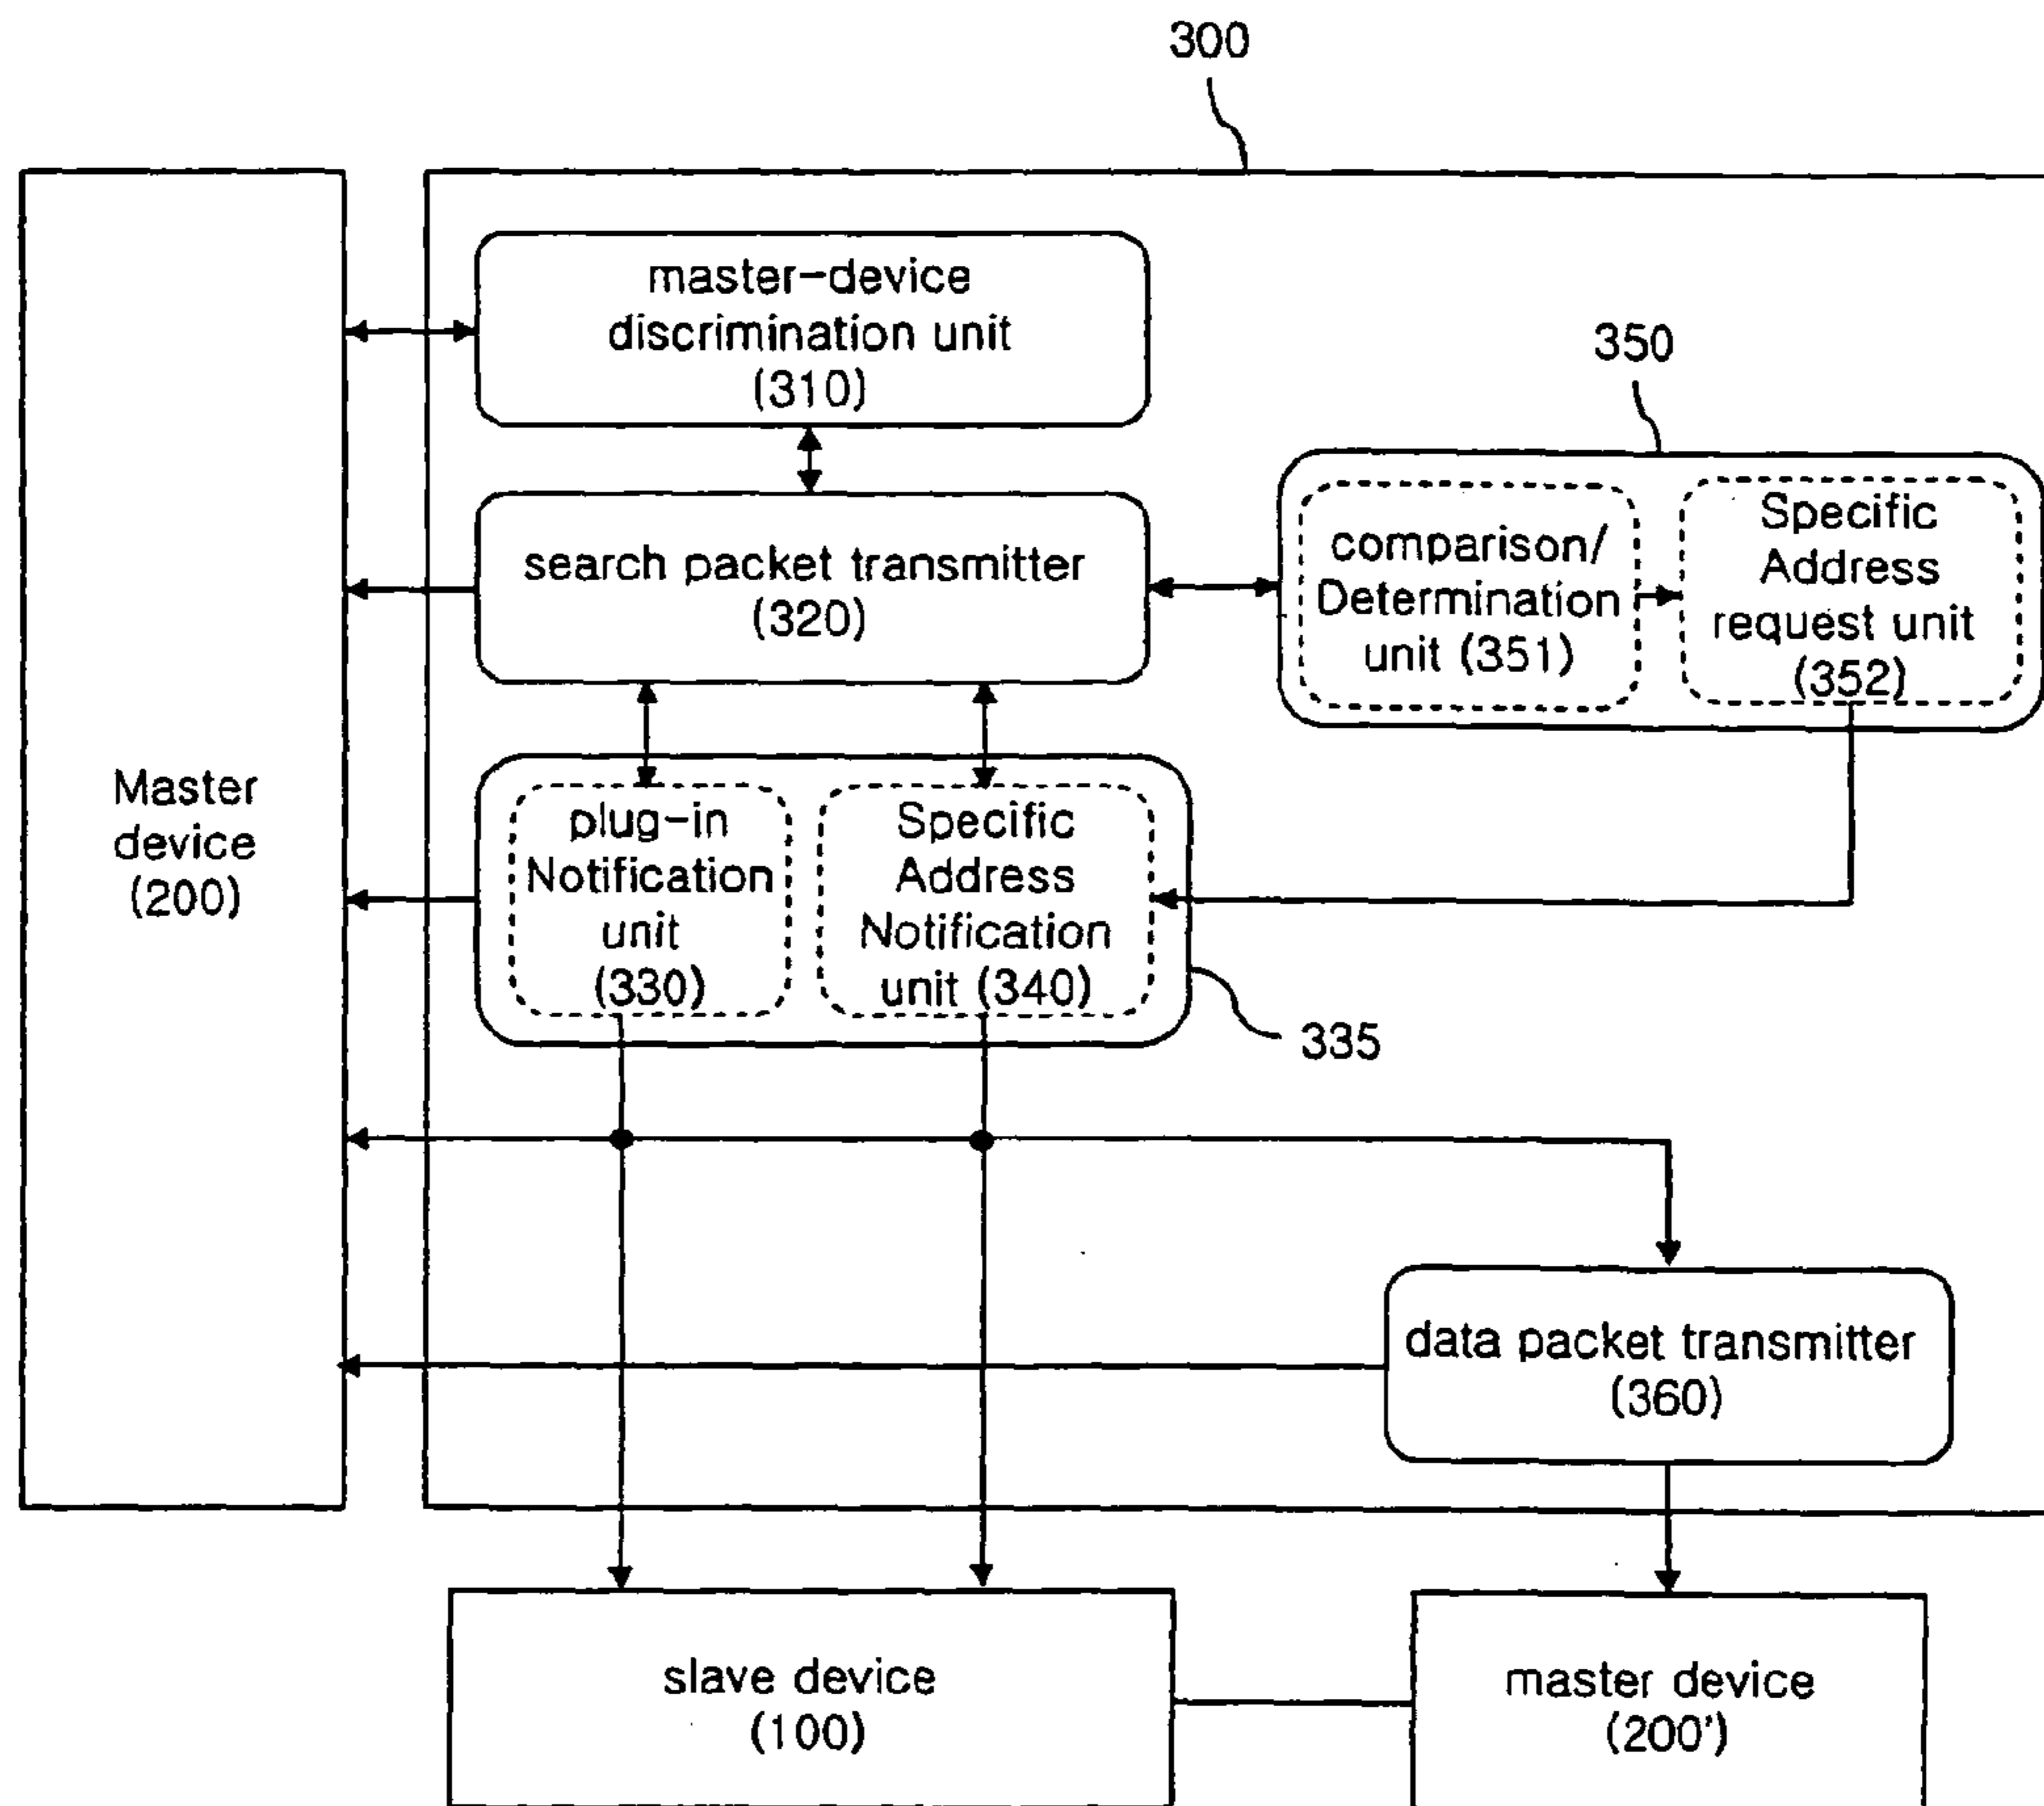 300
master-device
discrimination unit
(310)
350
search packet transmitter
(320)
comparison/
Determination
unit (351)
Specific
Address
request unit
(352)
Master
device
(200)
plug-in
Notification
unit
(330)
Specific
Address
Notification
unit (340)
335
data packet transmitter
(360)
slave device
(100)
master device
(200')